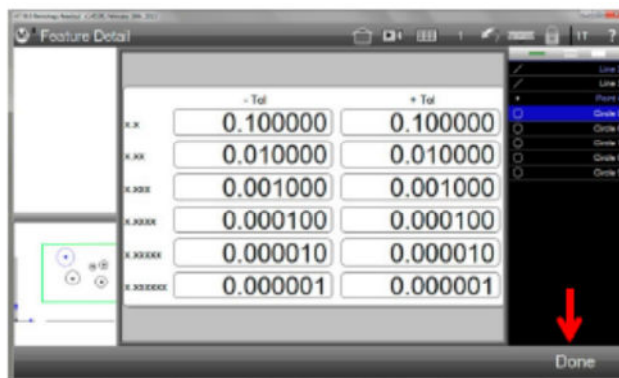 Feature Detail
1 1T ?
- Tol + Tol
x.x 0.100000 0.100000
x.xx 0.010000 0.010000
x.xxx 0.001000 0.001000
x.xxxx 0.000100 0.000100
x.xxxxx 0.000010 0.000010
x.xxxxxx 0.000001 0.000001
Line
Line
Point
Circle
Circle
Circle
Circle
Circle
Done